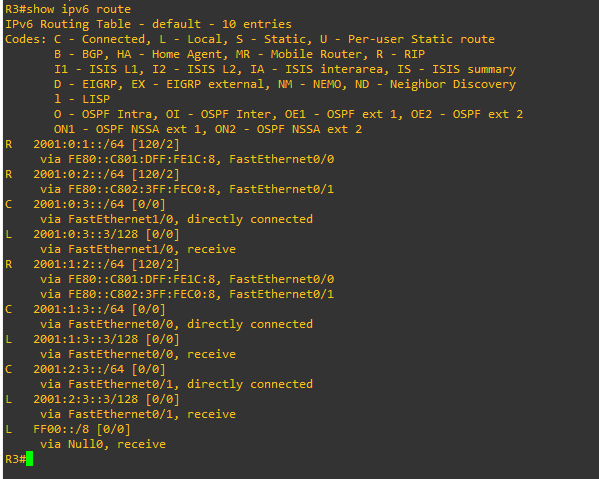 R3#show ipv6 route
IPv6 Routing Table - default - 10 entries
Codes: C - Connected, L - Local, S - Static, U - Per-user Static route
       B - BGP, HA - Home Agent, MR - Mobile Router, R - RIP
       I1 - ISIS L1, I2 - ISIS L2, IA - ISIS interarea, IS - ISIS summary
       D - EIGRP, EX - EIGRP external, NM - NEMO, ND - Neighbor Discovery
       l - LISP
       O - OSPF Intra, OI - OSPF Inter, OE1 - OSPF ext 1, OE2 - OSPF ext 2
       ON1 - OSPF NSSA ext 1, ON2 - OSPF NSSA ext 2
R   2001:0:1::/64 [120/2]
     via FE80::C801:DFF:FE1C:8, FastEthernet0/0
R   2001:0:2::/64 [120/2]
     via FE80::C802:3FF:FEC0:8, FastEthernet0/1
C   2001:0:3::/64 [0/0]
     via FastEthernet1/0, directly connected
L   2001:0:3::3/128 [0/0]
     via FastEthernet1/0, receive
R   2001:1:2::/64 [120/2]
     via FE80::C801:DFF:FE1C:8, FastEthernet0/0
     via FE80::C802:3FF:FEC0:8, FastEthernet0/1
C   2001:1:3::/64 [0/0]
     via FastEthernet0/0, directly connected
L   2001:1:3::3/128 [0/0]
     via FastEthernet0/0, receive
C   2001:2:3::/64 [0/0]
     via FastEthernet0/1, directly connected
L   2001:2:3::3/128 [0/0]
     via FastEthernet0/1, receive
L   FF00::/8 [0/0]
     via Null0, receive
R3#